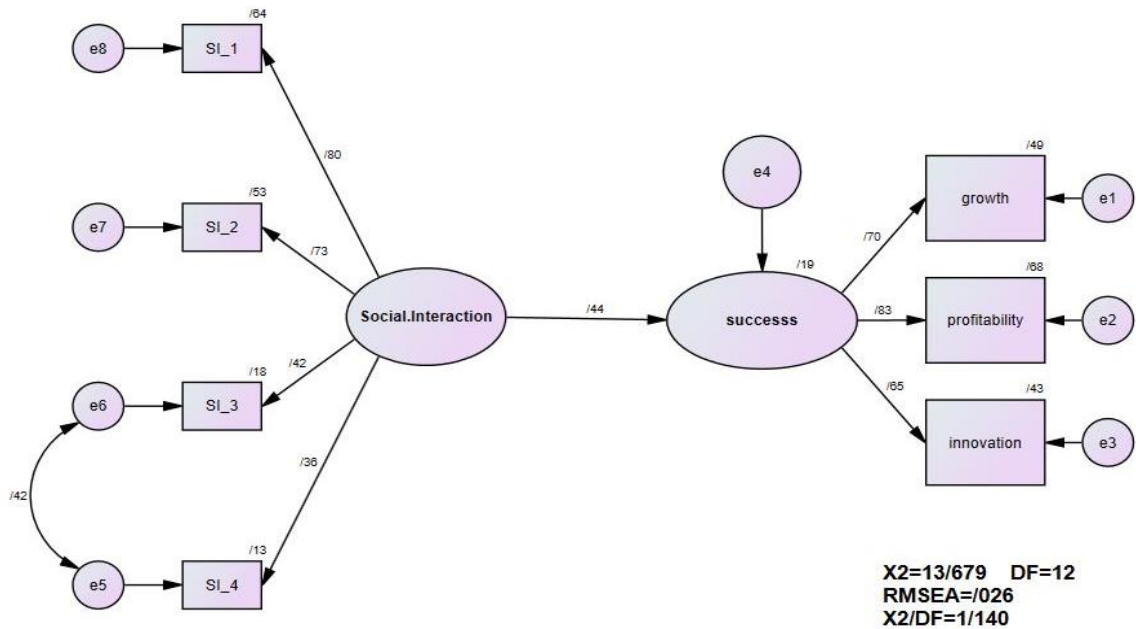 /64
e8
SI_1
/80
/53
e7
SI_2
/73
Social.Interaction
/44
/42
/18
e6
SI_3
/36
/42
/13
e5
SI_4
e4
/19
successs
/49
growth
e1
/70
/68
profitability
e2
/83
/43
innovation
e3
/65
X2=13/679 DF=12
RMSEA=/026
X2/DF=1/140